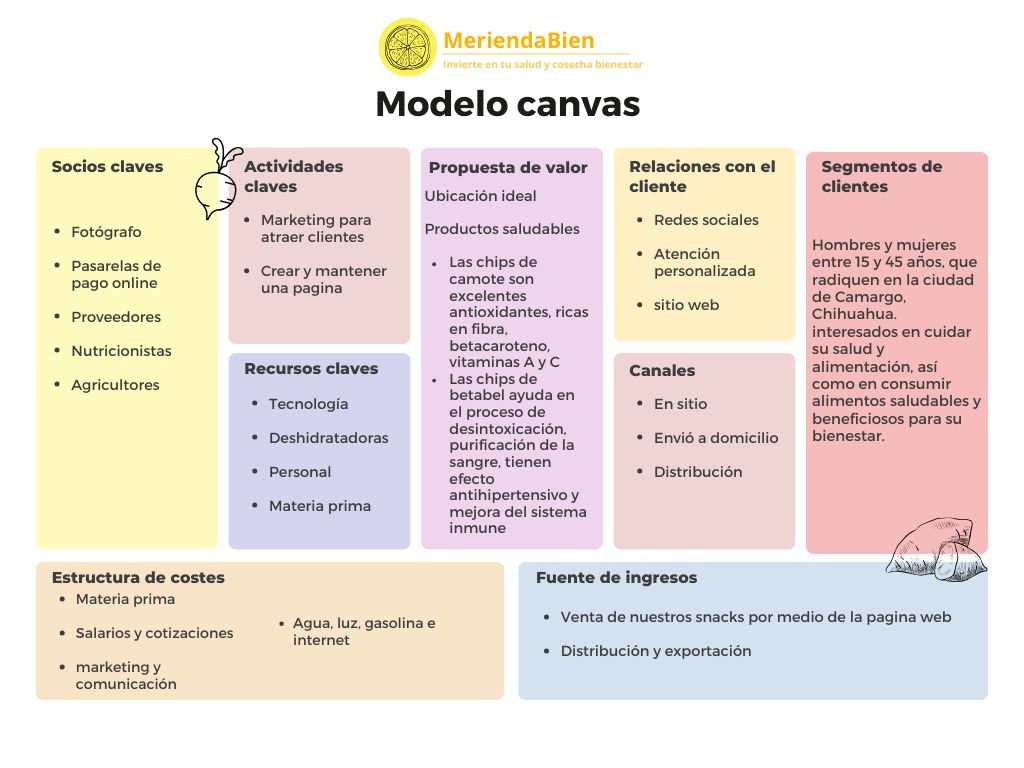 MeriendaBien
Invierte en tu salud y cosecha bienestar
Modelo canvas
Socios claves
• Fotógrafo
• Pasarelas de
pago online
• Proveedores
• Nutricionistas
• Agricultores
Actividades
claves
• Marketing para
atraer clientes
• Crear y mantener
una pagina
Recursos claves
• Tecnología
• Deshidratadoras
• Personal
• Materia prima
Propuesta de valor
Ubicación ideal
Productos saludables
• Las chips de
camote son
excelentes
antioxidantes, ricas
en fibra,
betacaroteno,
vitaminas A y C
• Las chips de
betabel ayuda en
el proceso de
desintoxicación,
purificación de la
sangre, tienen
efecto
antihipertensivo y
mejora del sistema
inmune
Relaciones con el
cliente
• Redes sociales
• Atención
personalizada
• sitio web
Canales
• En sitio
• Envió a domicilio
• Distribución
Segmentos de
clientes
Hombres y mujeres
entre 15 y 45 años, que
radiquen en la ciudad
de Camargo,
Chihuahua.
interesados en cuidar
su salud y
alimentación, así
como en consumir
alimentos saludables y
beneficiosos para su
bienestar.
Estructura de costes
• Materia prima
• Salarios y cotizaciones
• marketing y
comunicación
• Agua, luz, gasolina e
internet
Fuente de ingresos
• Venta de nuestros snacks por medio de la pagina web
• Distribución y exportación